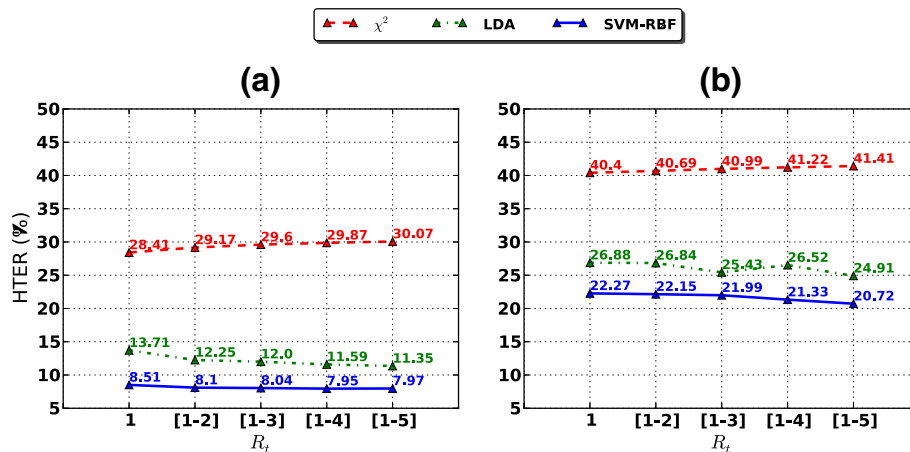 χ² LDA SVM-RBF
(a) (b)
HTER (%)
50 45 40 35 30 25 20 15 10 5
28.41 29.17 29.6 29.87 30.07
13.71 12.25 12.0 11.59 11.35
8.51 8.1 8.04 7.95 7.97
1 [1-2] [1-3] [1-4] [1-5]
R_t
50 45 40 35 30 25 20 15 10 5
40.4 40.69 40.99 41.22 41.41
26.88 26.84 25.43 26.52 24.91
22.27 22.15 21.99 21.33 20.72
1 [1-2] [1-3] [1-4] [1-5]
R_t